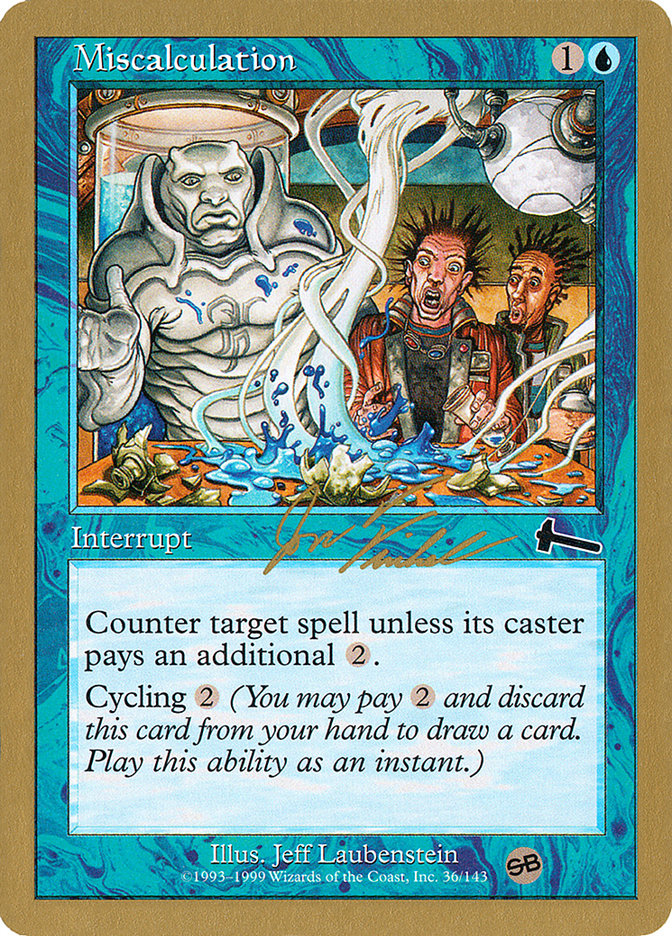 Miscalculation 1
Interrupt
Counter target spell unless its caster
pays an additional 2.
Cycling 2 (You may pay 2 and discard
this card from your hand to draw a card.
Play this ability as an instant.)
Illus. Jeff Laubenstein
©1993–1999 Wizards of the Coast, Inc. 36/143
SB